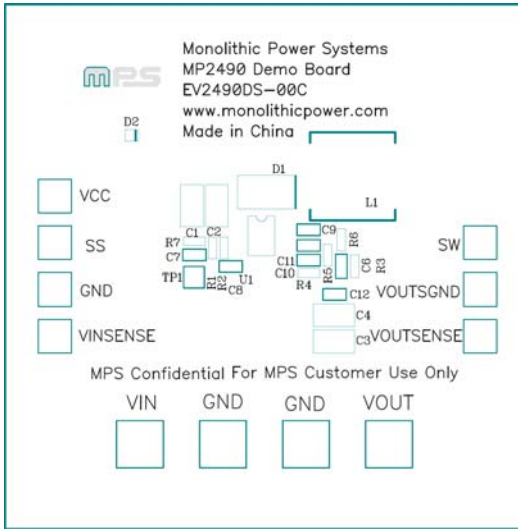 mps
Monolithic Power Systems
MP2490 Demo Board
EV2490DS-00C
www.monolithicpower.com
Made in China
D2
D1
L1
VCC
SS
GND
VINSENSE
C1
C2
R7
C7
TP1
R1
R2
U1
C8
C9
C11
C10
R4
R5
R6
C6
R3
C12
C4
C3
SW
VOUTSGND
VOUTSENSE
MPS Confidential For MPS Customer Use Only
VIN GND GND VOUT